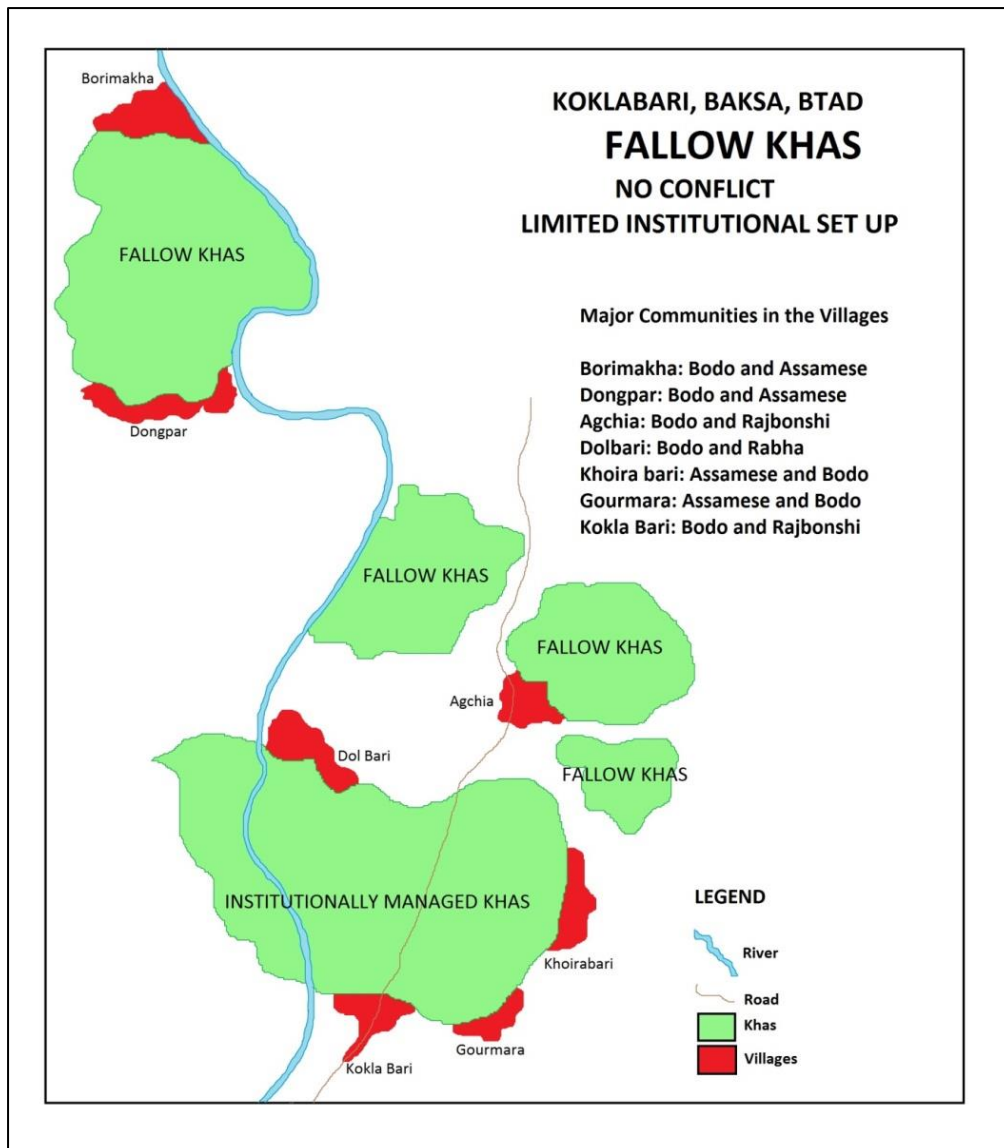 Borimakha
KOKLABARI, BAKSA, BTAD
FALLOW KHAS
NO CONFLICT
LIMITED INSTITUTIONAL SET UP
FALLOW KHAS
Major Communities in the Villages
Borimakha: Bodo and Assamese
Dongpar: Bodo and Assamese
Agchia: Bodo and Rajbonshi
Dolbari: Bodo and Rabha
Khoira bari: Assamese and Bodo
Gourmara: Assamese and Bodo
Kokla Bari: Bodo and Rajbonshi
Dongpar
FALLOW KHAS
FALLOW KHAS
Agchia
Dol Bari
FALLOW KHAS
INSTITUTIONALLY MANAGED KHAS
Khoirabari
Gourmara
Kokla Bari
LEGEND
River
Road
Khas
Villages